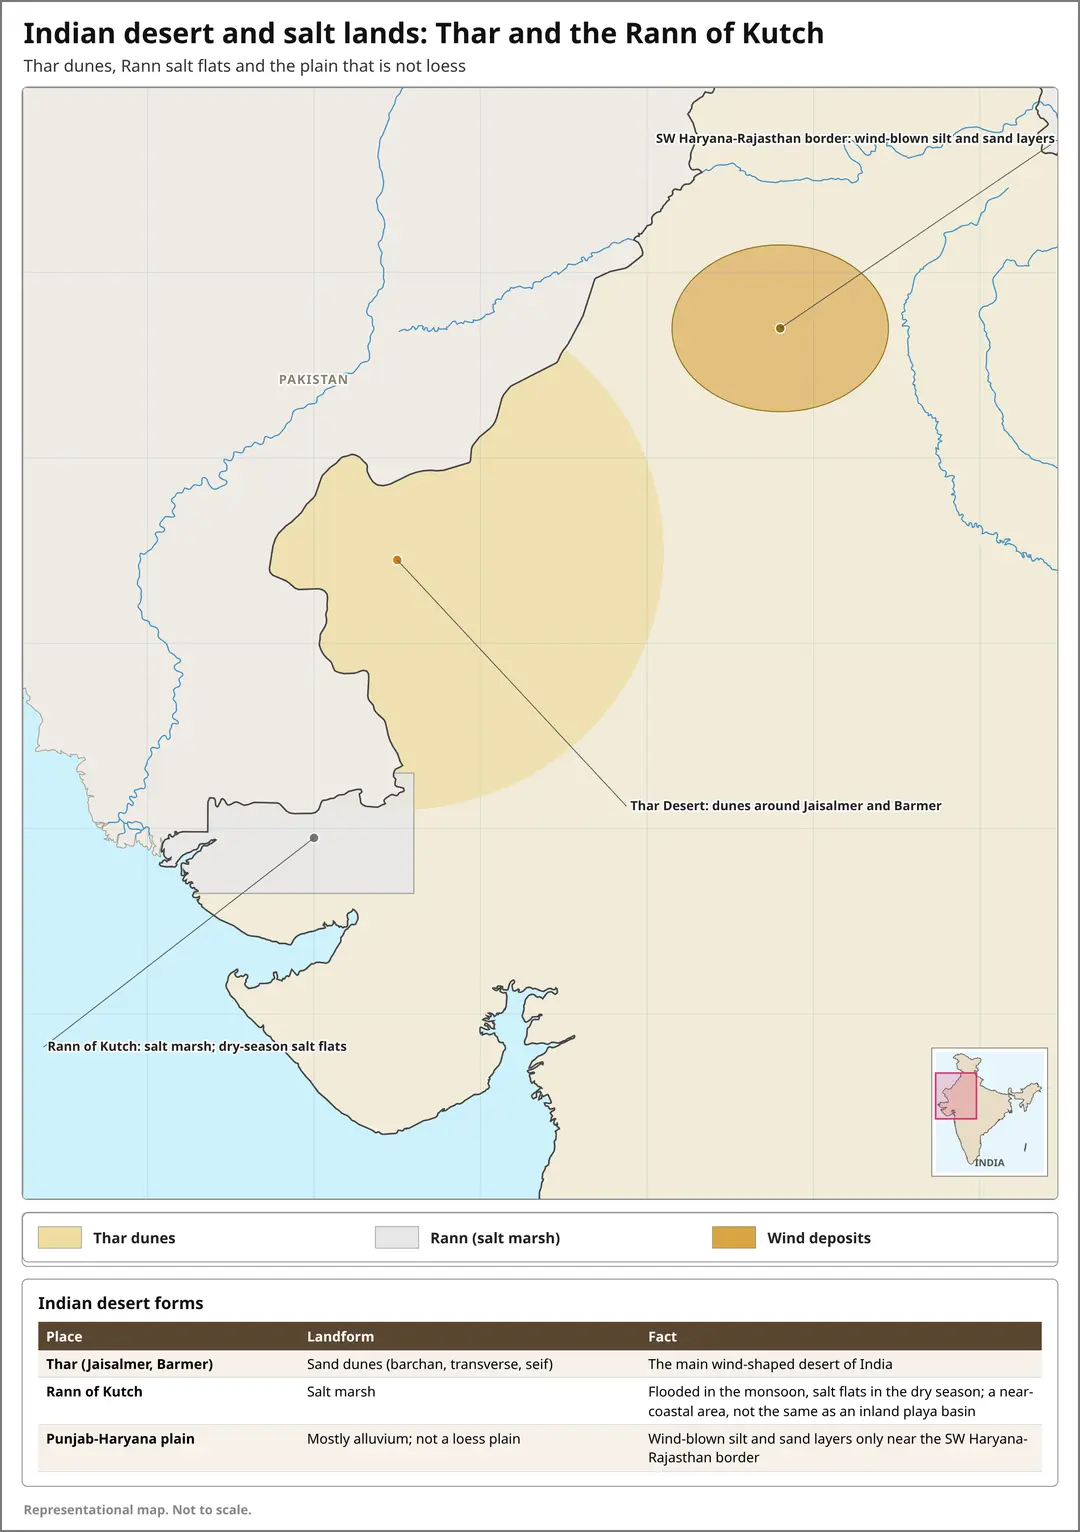 Indian desert and salt lands: Thar and the Rann of Kutch
Thar dunes, Rann salt flats and the plain that is not loess
SW Haryana-Rajasthan border: wind-blown silt and sand layers
PAKISTAN
Thar Desert: dunes around Jaisalmer and Barmer
Rann of Kutch: salt marsh; dry-season salt flats
INDIA
Thar dunes
Rann (salt marsh)
Wind deposits
Indian desert forms
Place Landform Fact
Thar (Jaisalmer, Barmer) Sand dunes (barchan, transverse, seif) The main wind-shaped desert of India
Rann of Kutch Salt marsh Flooded in the monsoon, salt flats in the dry season; a near-
coastal area, not the same as an inland playa basin
Punjab-Haryana plain Mostly alluvium; not a loess plain Wind-blown silt and sand layers only near the SW Haryana-
Rajasthan border
Representational map. Not to scale.